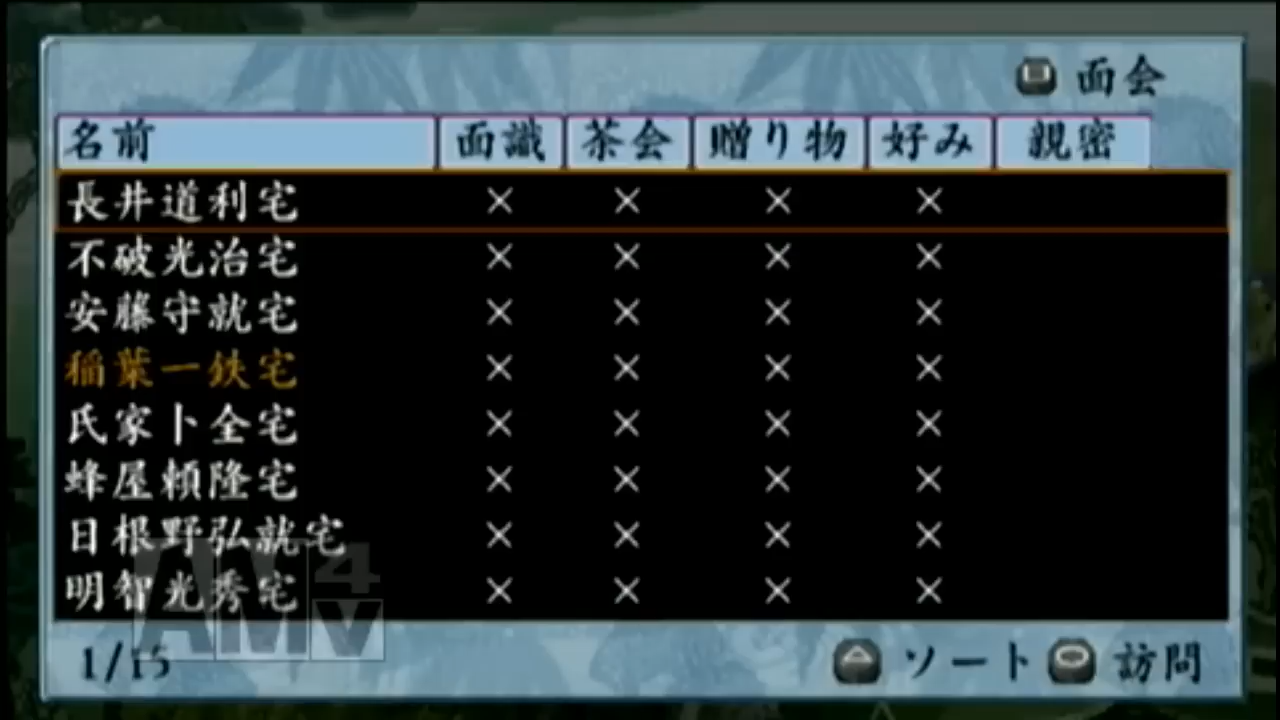 面会
名前 面識 茶会 贈り物 好み 親密
長井道利宅 × × × ×
不破光治宅 × × × ×
安藤守就宅 × × × ×
稲葉一鉄宅 × × × ×
氏家卜全宅 × × × ×
蜂屋頼隆宅 × × × ×
日根野弘就宅 × × × ×
明智光秀宅 × × × ×
AMV4
1/15 ソート 訪問